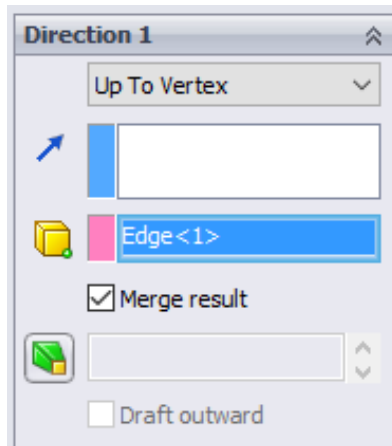 Direction 1
Up To Vertex
Edge<1>
Merge result
Draft outward